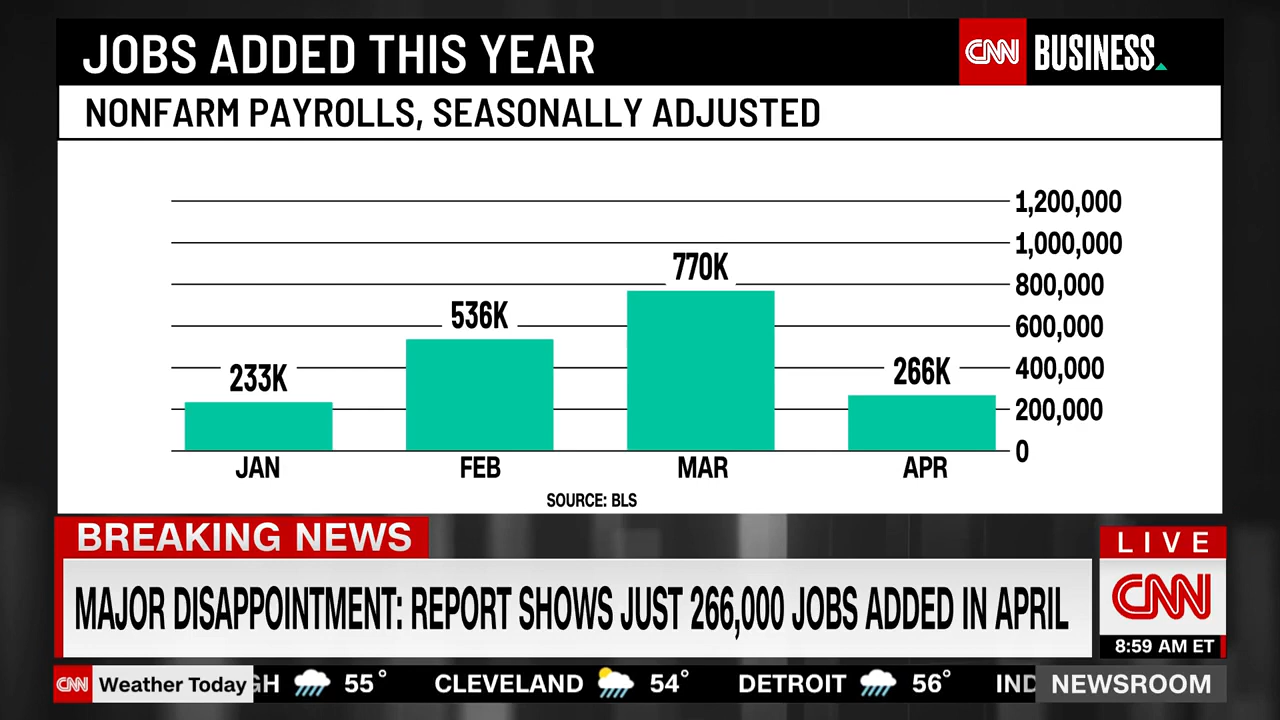 JOBS ADDED THIS YEAR
CNN BUSINESS
NONFARM PAYROLLS, SEASONALLY ADJUSTED
1,200,000
1,000,000
770K
800,000
536K
600,000
233K
266K
400,000
200,000
0
JAN FEB MAR APR
SOURCE: BLS
BREAKING NEWS
LIVE
MAJOR DISAPPOINTMENT: REPORT SHOWS JUST 266,000 JOBS ADDED IN APRIL
CNN
8:59 AM ET
CNN Weather Today GH 55° CLEVELAND 54° DETROIT 56° IND NEWSROOM